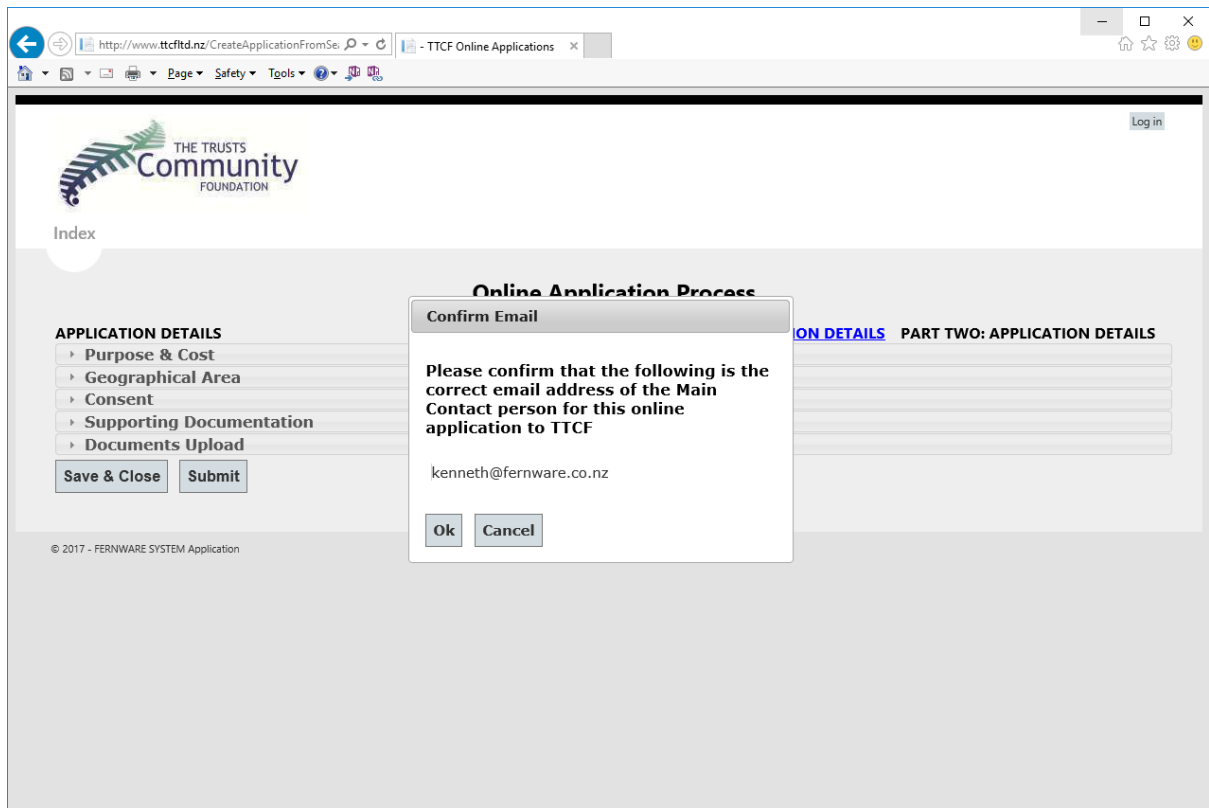 http://www.ttcfltd.nz/CreateApplicationFromSe
- TTCF Online Applications
Page Safety Tools
Log in
THE TRUSTS
Community
FOUNDATION
Index
Online Application Process
APPLICATION DETAILS
ION DETAILS PART TWO: APPLICATION DETAILS
Purpose & Cost
Geographical Area
Consent
Supporting Documentation
Documents Upload
Save & Close Submit
Confirm Email
Please confirm that the following is the
correct email address of the Main
Contact person for this online
application to TTCF
kenneth@fernware.co.nz
Ok Cancel
© 2017 - FERNWARE SYSTEM Application